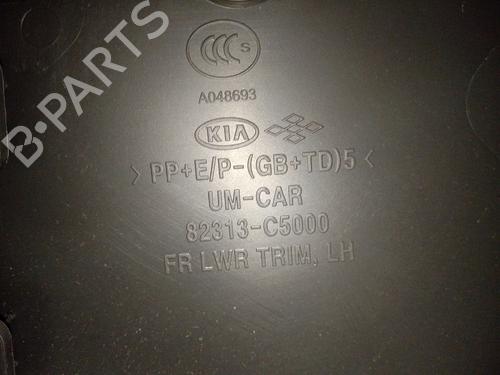 B-PARTS
CCC S
A048693
KIA
> PP+E/P-(GB+TD)5 <
UM-CAR
82313-C5000
FR LWR TRIM, LH